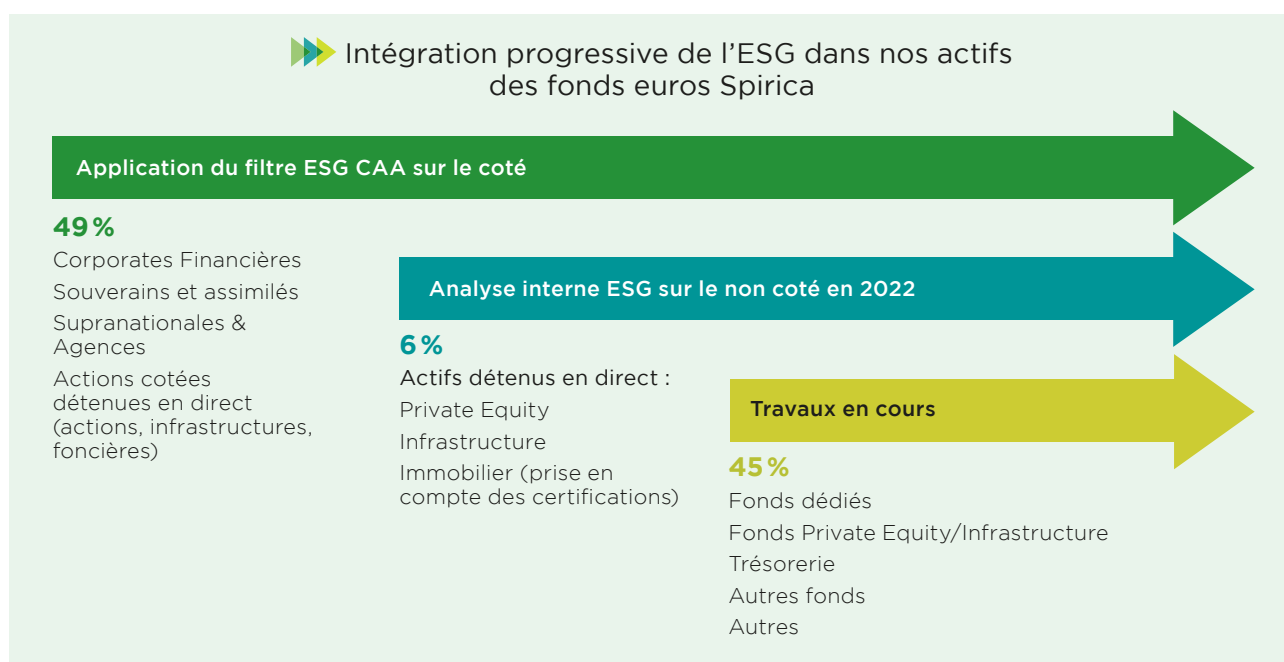 Intégration progressive de l’ESG dans nos actifs
des fonds euros Spirica
Application du filtre ESG CAA sur le coté
49 %
Corporates Financières
Souverains et assimilés
Supranationales &
Agences
Actions cotées
détenues en direct
(actions, infrastructures,
foncières)
Analyse interne ESG sur le non coté en 2022
6 %
Actifs détenus en direct :
Private Equity
Infrastructure
Immobilier (prise en
compte des certifications)
Travaux en cours
45 %
Fonds dédiés
Fonds Private Equity/Infrastructure
Trésorerie
Autres fonds
Autres